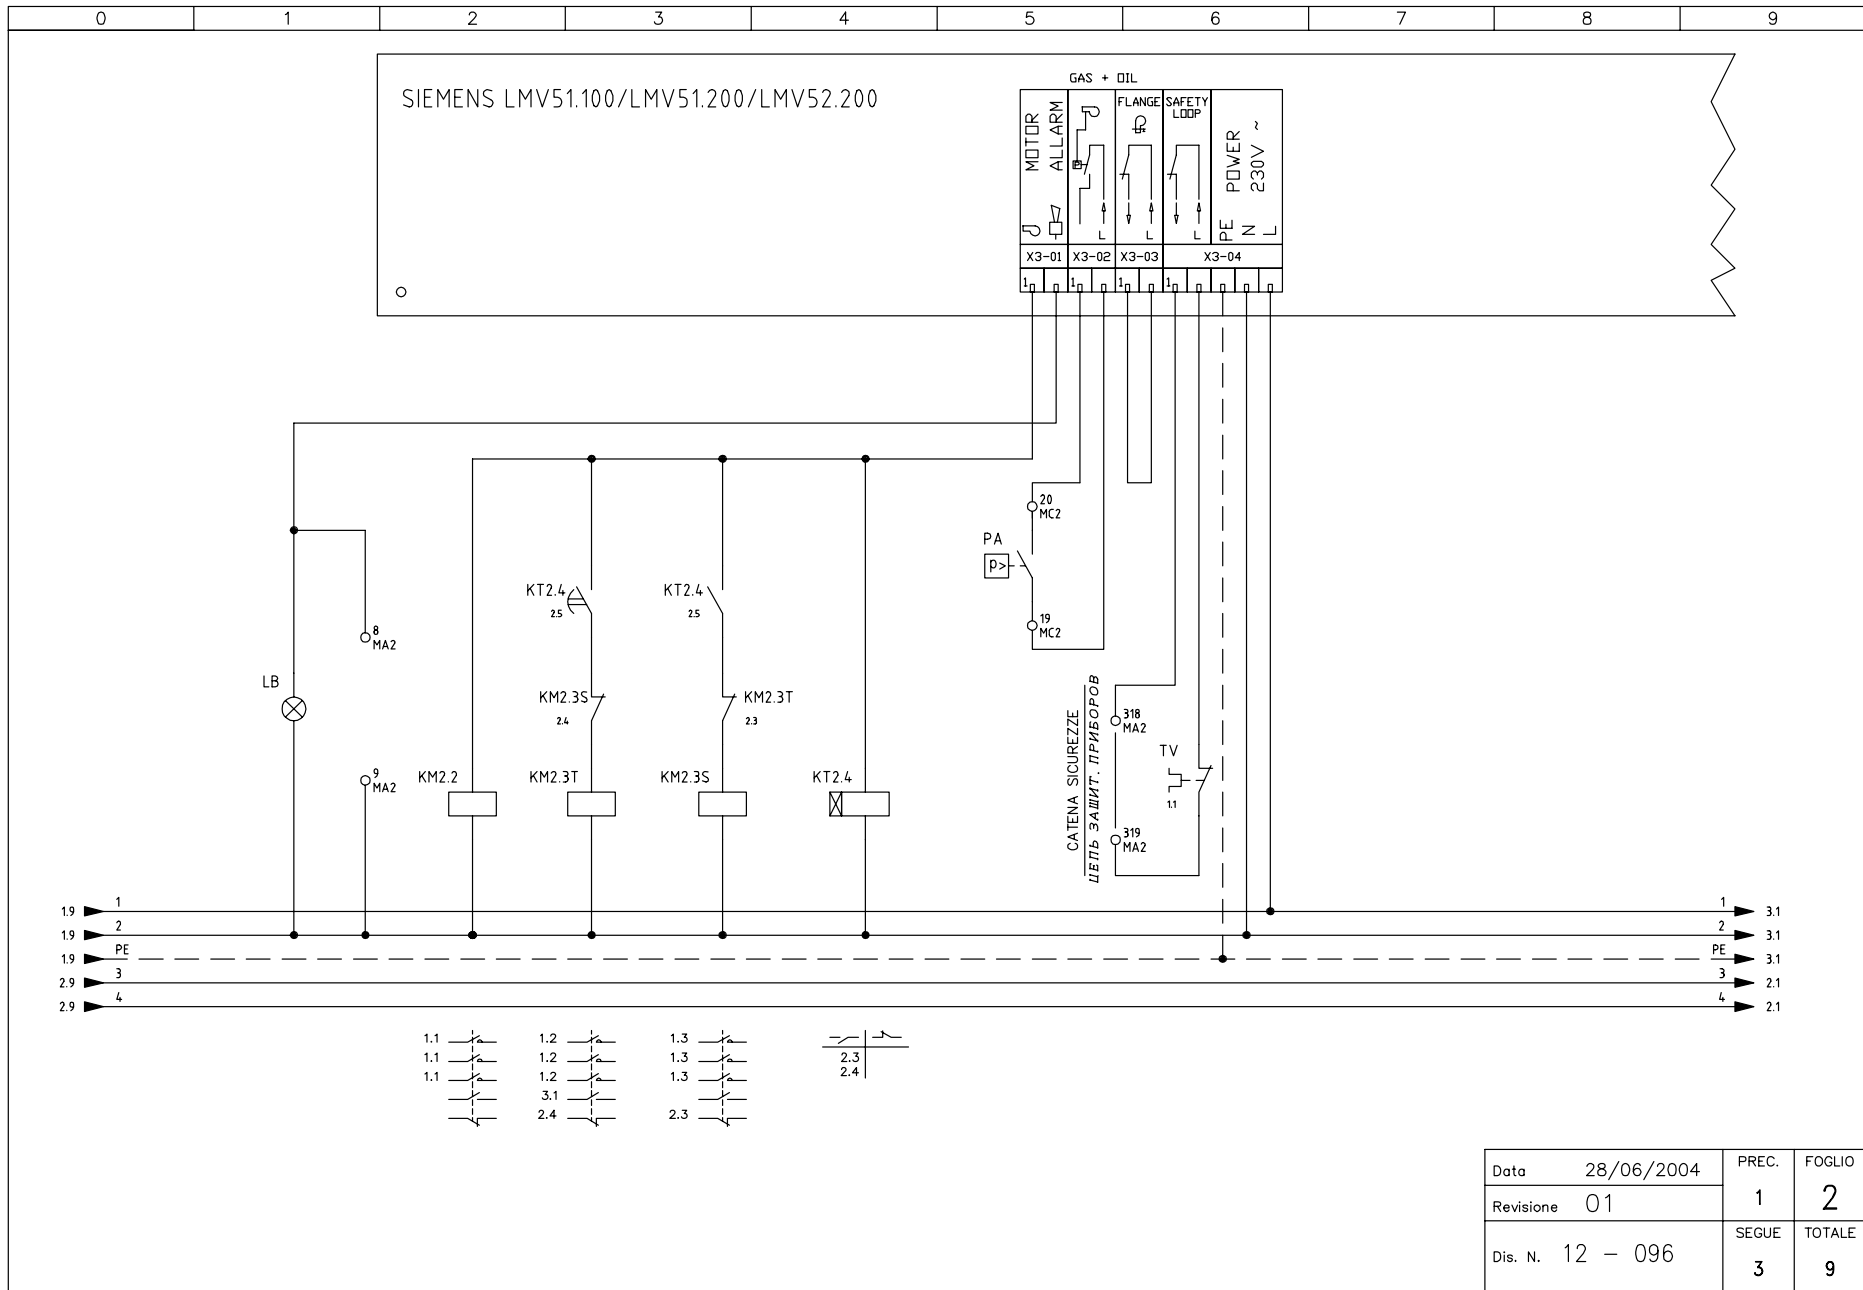 0 1 2 3 4 5 6 7 8 9
GAS + OIL
SIEMENS LMV51.100/LMV51.200/LMV52.200
MOTOR
ALLARM
FLANGE
SAFETY
LOOP
POWER
230V ~
P
L
L
L
PE
N
L
X3-01 X3-02 X3-03 X3-04
1 1 1 1
20
MC2
PA
P>
19
MC2
KT2.4
2.5
KT2.4
2.5
8
MA2
LB
KM2.3S
2.4
KM2.3T
2.3
CATENA SICUREZZE
ЦЕПЬ ЗАЩИТ. ПРИБОРОВ
318
MA2
TV
1.1
9
MA2
KM2.2
KM2.3T
KM2.3S
KT2.4
319
MA2
1.9 1 1 3.1
1.9 2 2 3.1
1.9 PE PE 3.1
2.9 3 3 2.1
2.9 4 4 2.1
1.1 1.2 1.3
1.1 1.2 1.3 2.3
1.1 1.2 1.3 2.4
3.1
2.4 2.3
Data 28/06/2004 PREC. FOGLIO
Revisione 01 1 2
SEGUE TOTALE
Dis. N. 12 - 096
3 9